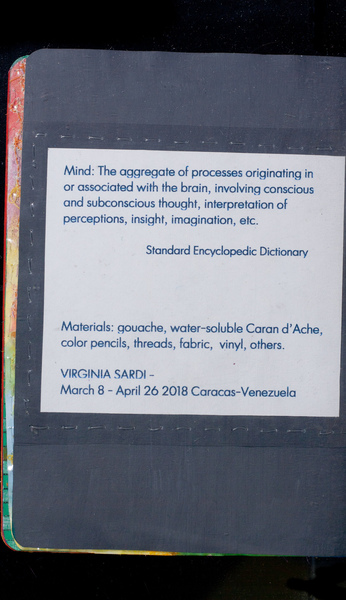 Mind: The aggregate of processes originating in
or associated with the brain, involving conscious
and subconscious thought, interpretation of
perceptions, insight, imagination, etc.
Standard Encyclopedic Dictionary
Materials: gouache, water-soluble Caran d'Ache,
color pencils, threads, fabric, vinyl, others.
VIRGINIA SARDI -
March 8 - April 26 2018 Caracas-Venezuela